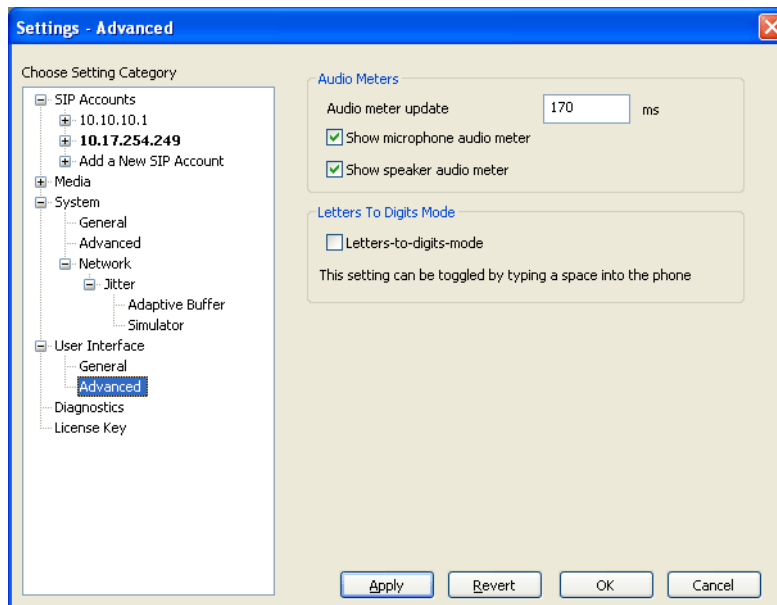 Settings - Advanced
Choose Setting Category
SIP Accounts
10.10.10.1
10.17.254.249
Add a New SIP Account
Media
System
General
Advanced
Network
Jitter
Adaptive Buffer
Simulator
User Interface
General
Advanced
Diagnostics
License Key
Audio Meters
Audio meter update 170 ms
Show microphone audio meter
Show speaker audio meter
Letters To Digits Mode
Letters-to-digits-mode
This setting can be toggled by typing a space into the phone
Apply Revert OK Cancel